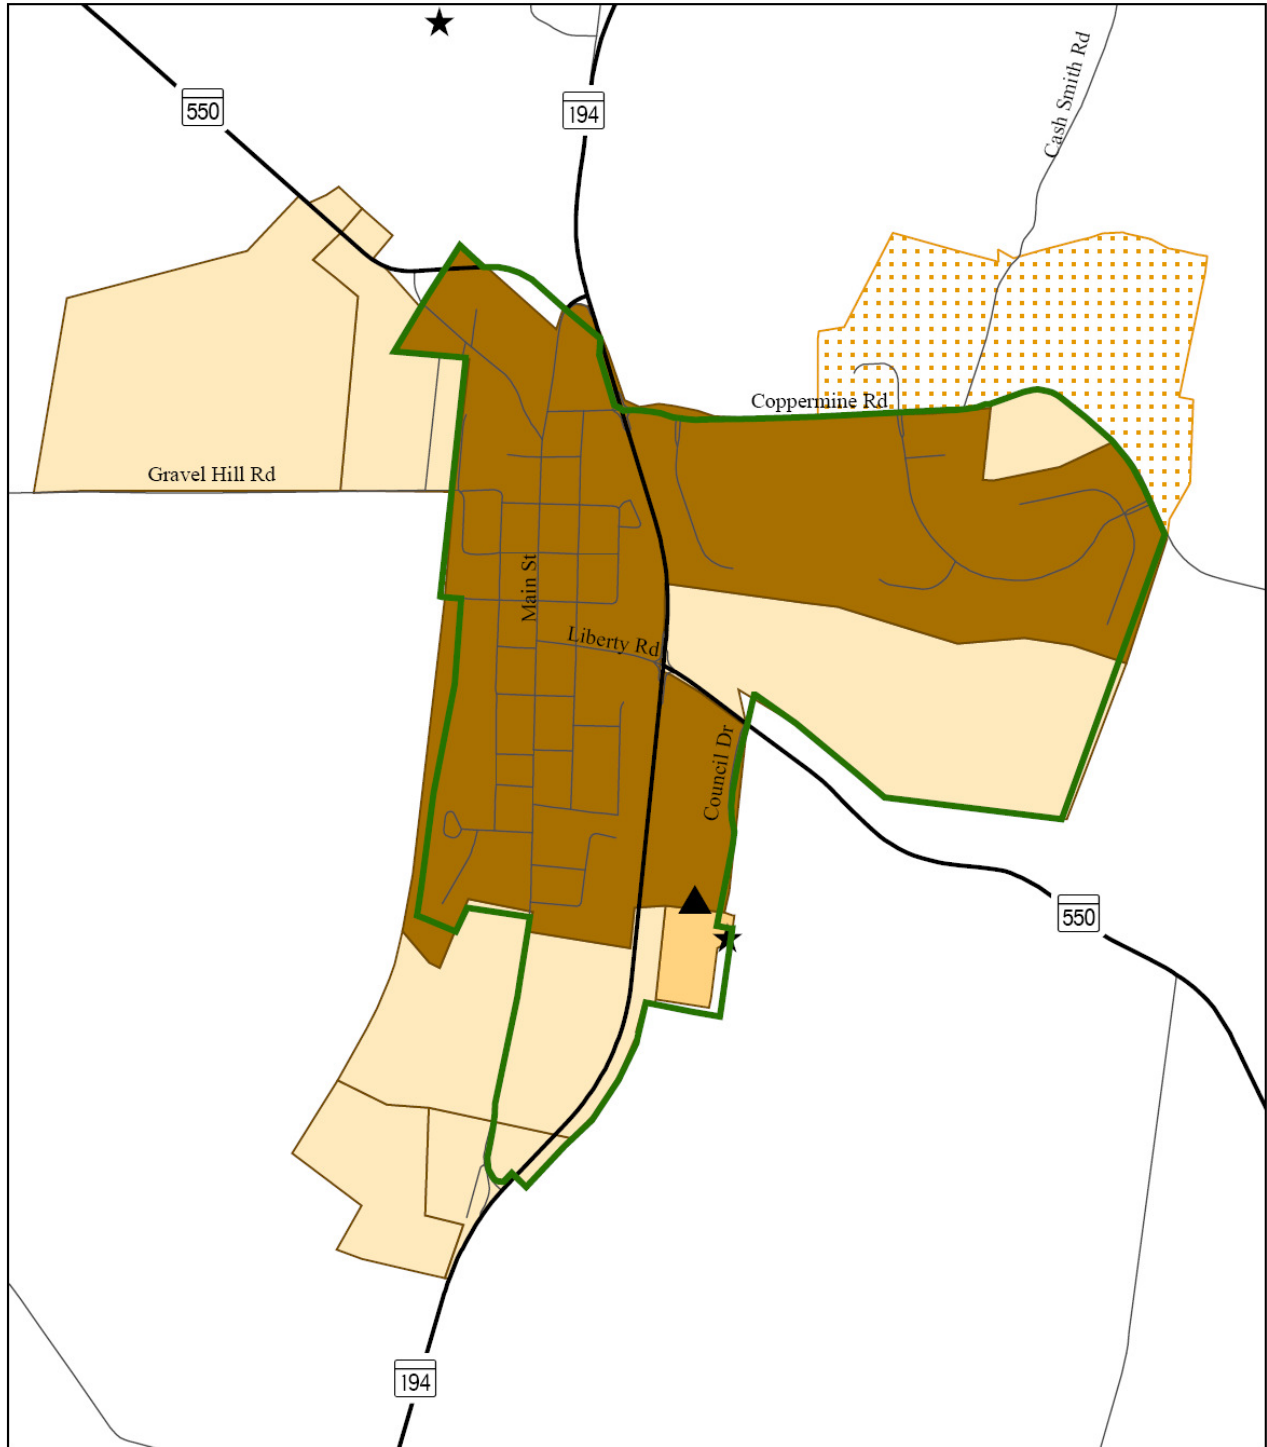 550
194
Cash Smith Rd
Coppermine Rd
Gravel Hill Rd
Main St
Liberty Rd
Council Dr
550
194